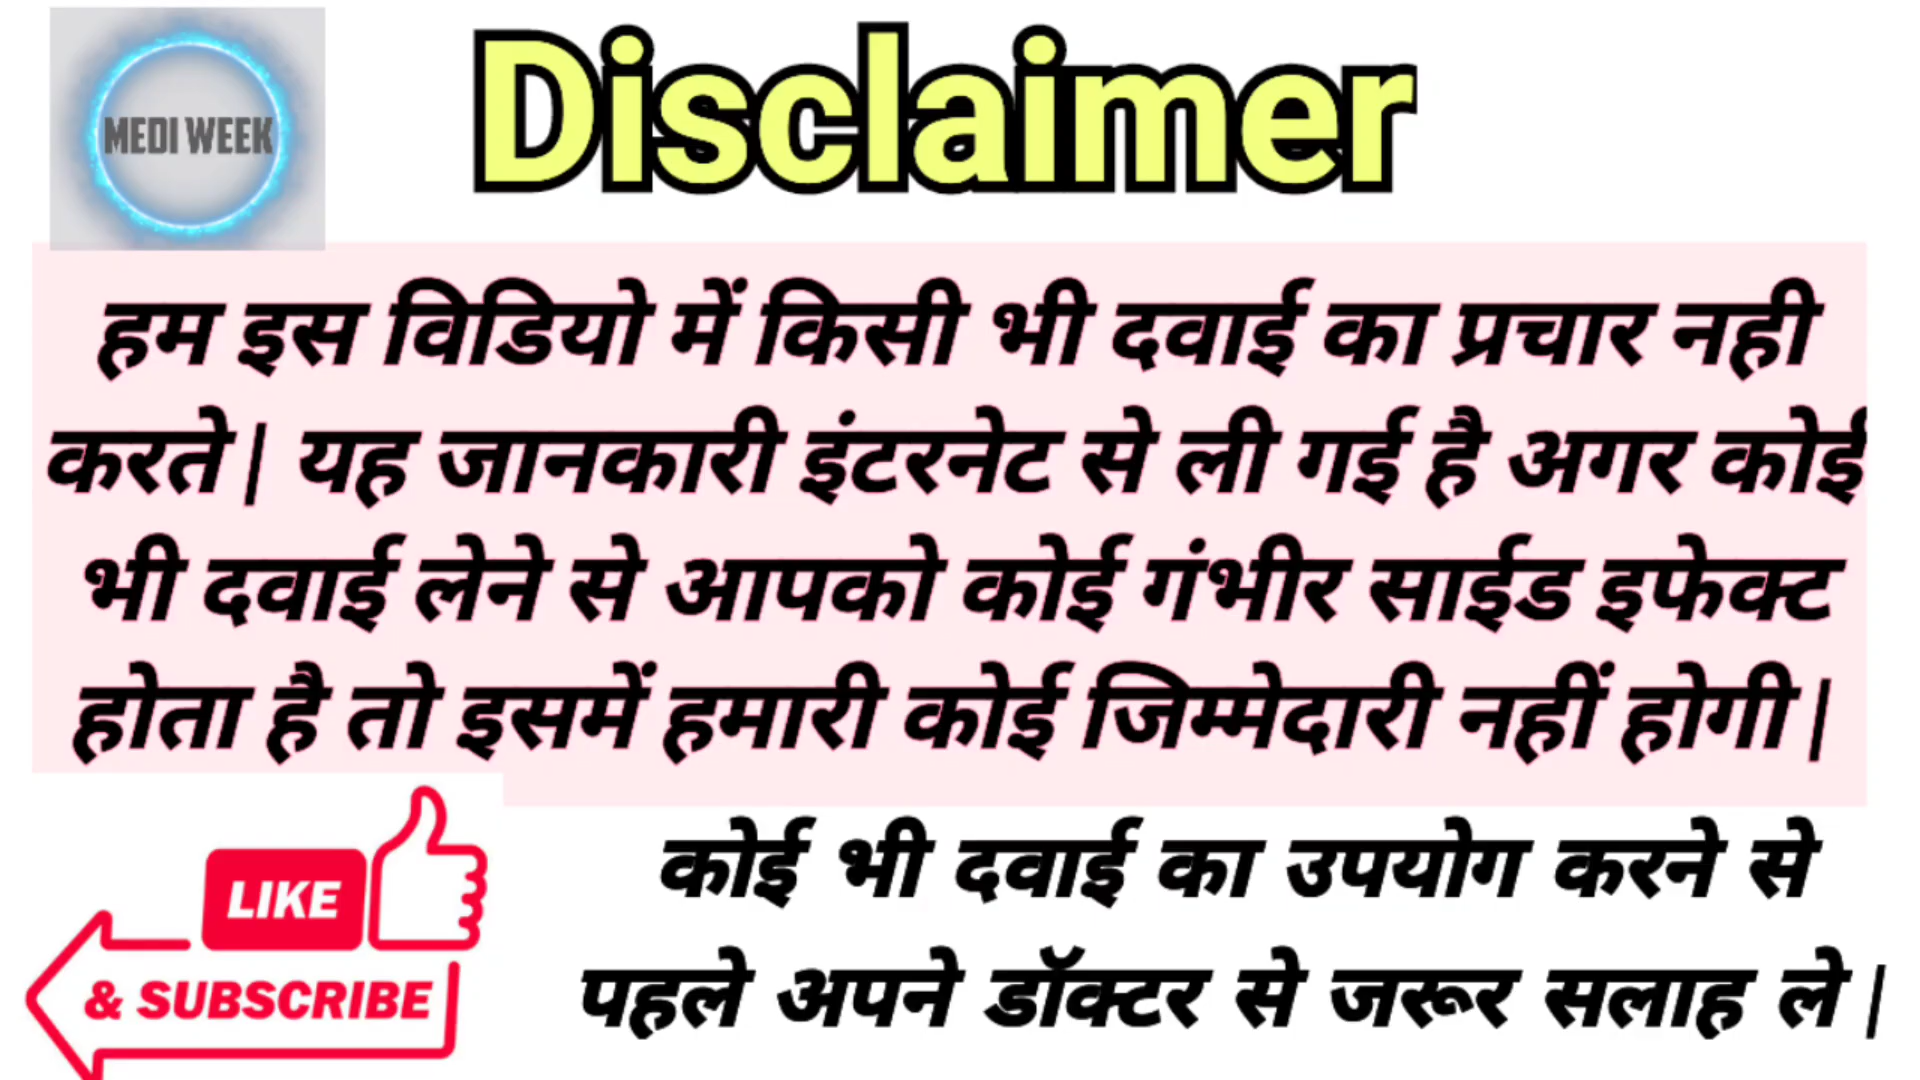 MEDI WEEK
Disclaimer
हम इस विडियो में किसी भी दवाई का प्रचार नही
करते| यह जानकारी इंटरनेट से ली गई है अगर कोई
भी दवाई लेने से आपको कोई गंभीर साईड इफेक्ट
होता है तो इसमें हमारी कोई जिम्मेदारी नहीं होगी|
कोई भी दवाई का उपयोग करने से
पहले अपने डॉक्टर से जरूर सलाह ले|
LIKE
& SUBSCRIBE